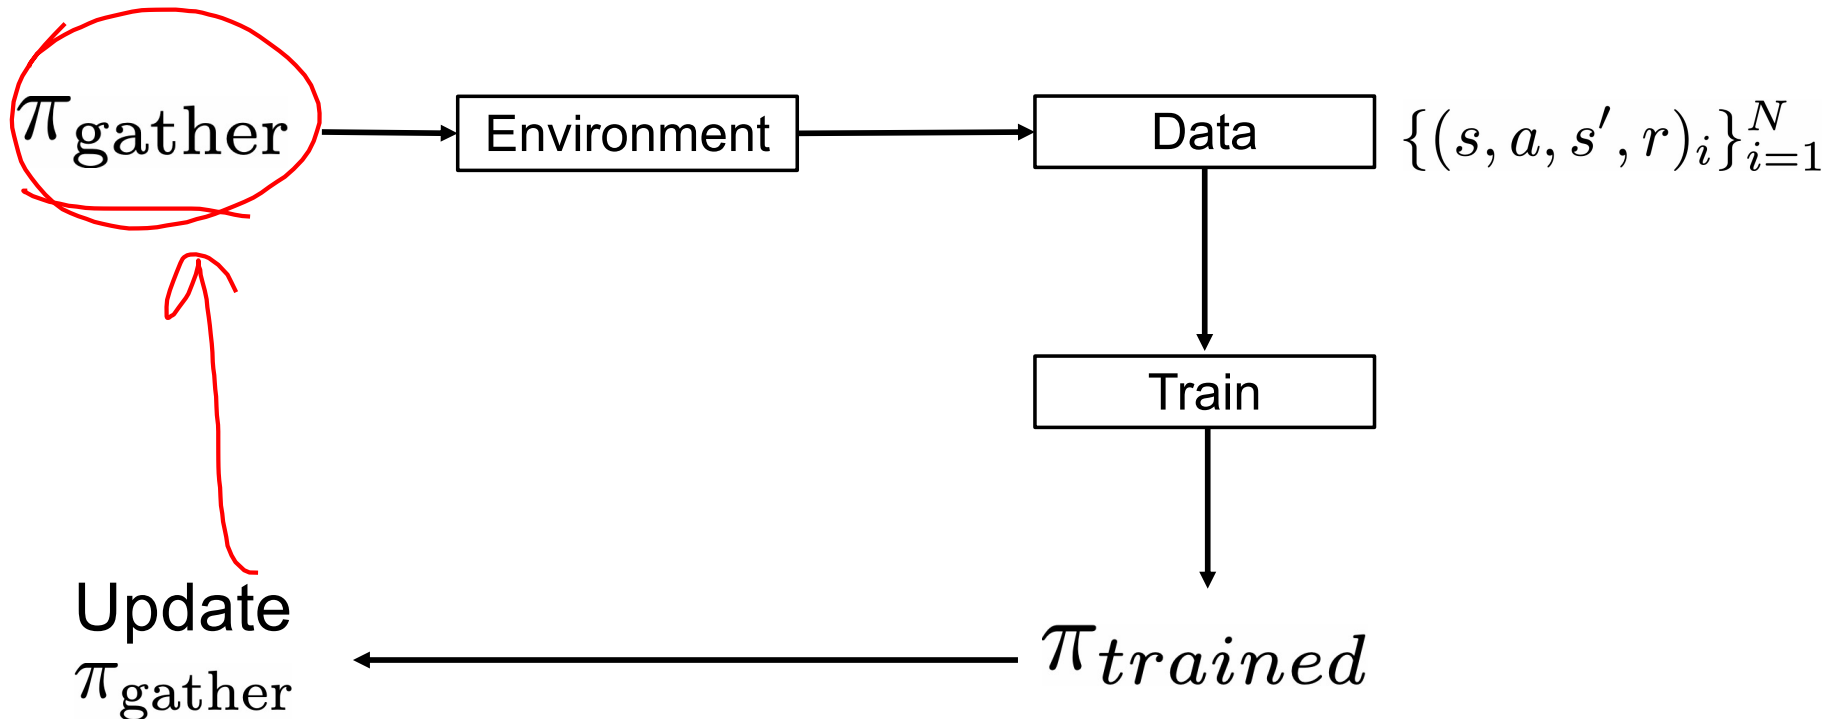 π_gather Environment Data {(s, a, s′, r)_i}_{i=1}^N
Train
Update
π_gather
π_trained